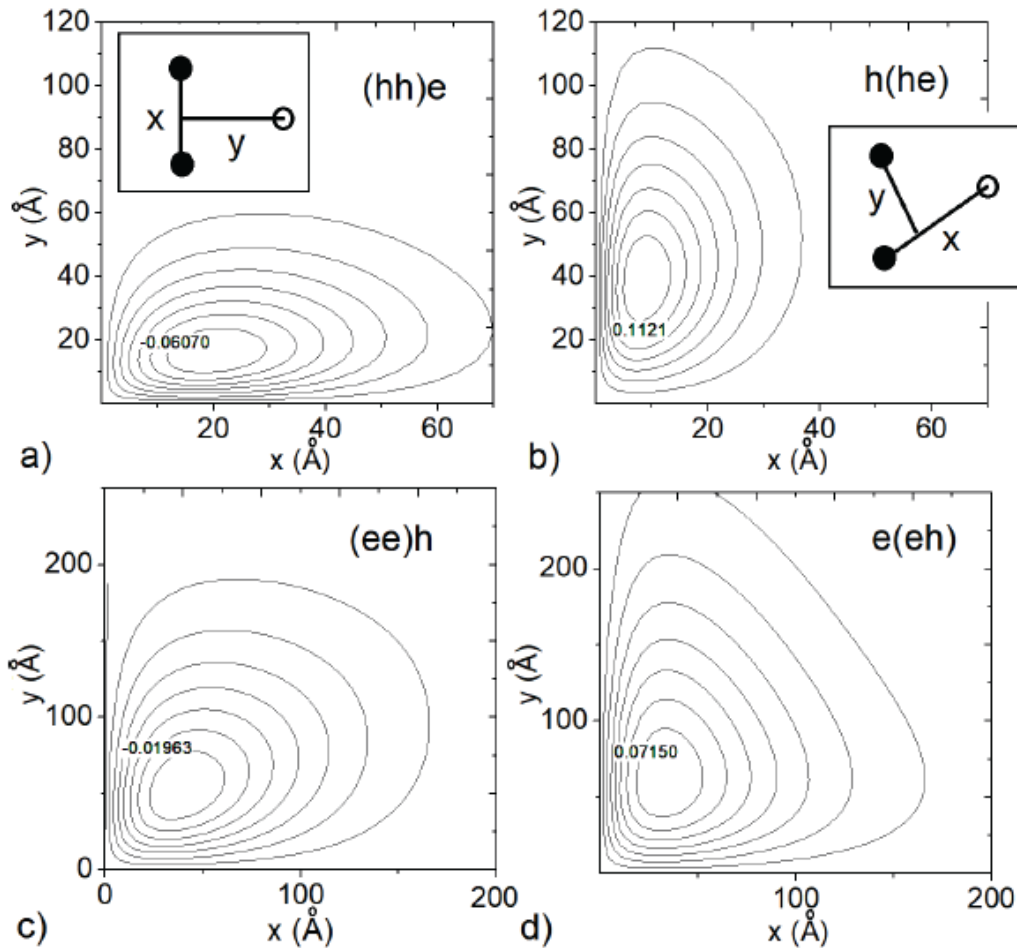 120
100
80
60
40
20
y (Å)
(hh)e
x
y
-0.06070
20
40
60
x (Å)
a)
120
100
80
60
40
20
y (Å)
h(he)
y
x
0.1121
20
40
60
x (Å)
b)
200
100
0
y (Å)
(ee)h
-0.01963
0
100
200
x (Å)
c)
200
100
y (Å)
e(eh)
0.07150
100
200
x (Å)
d)